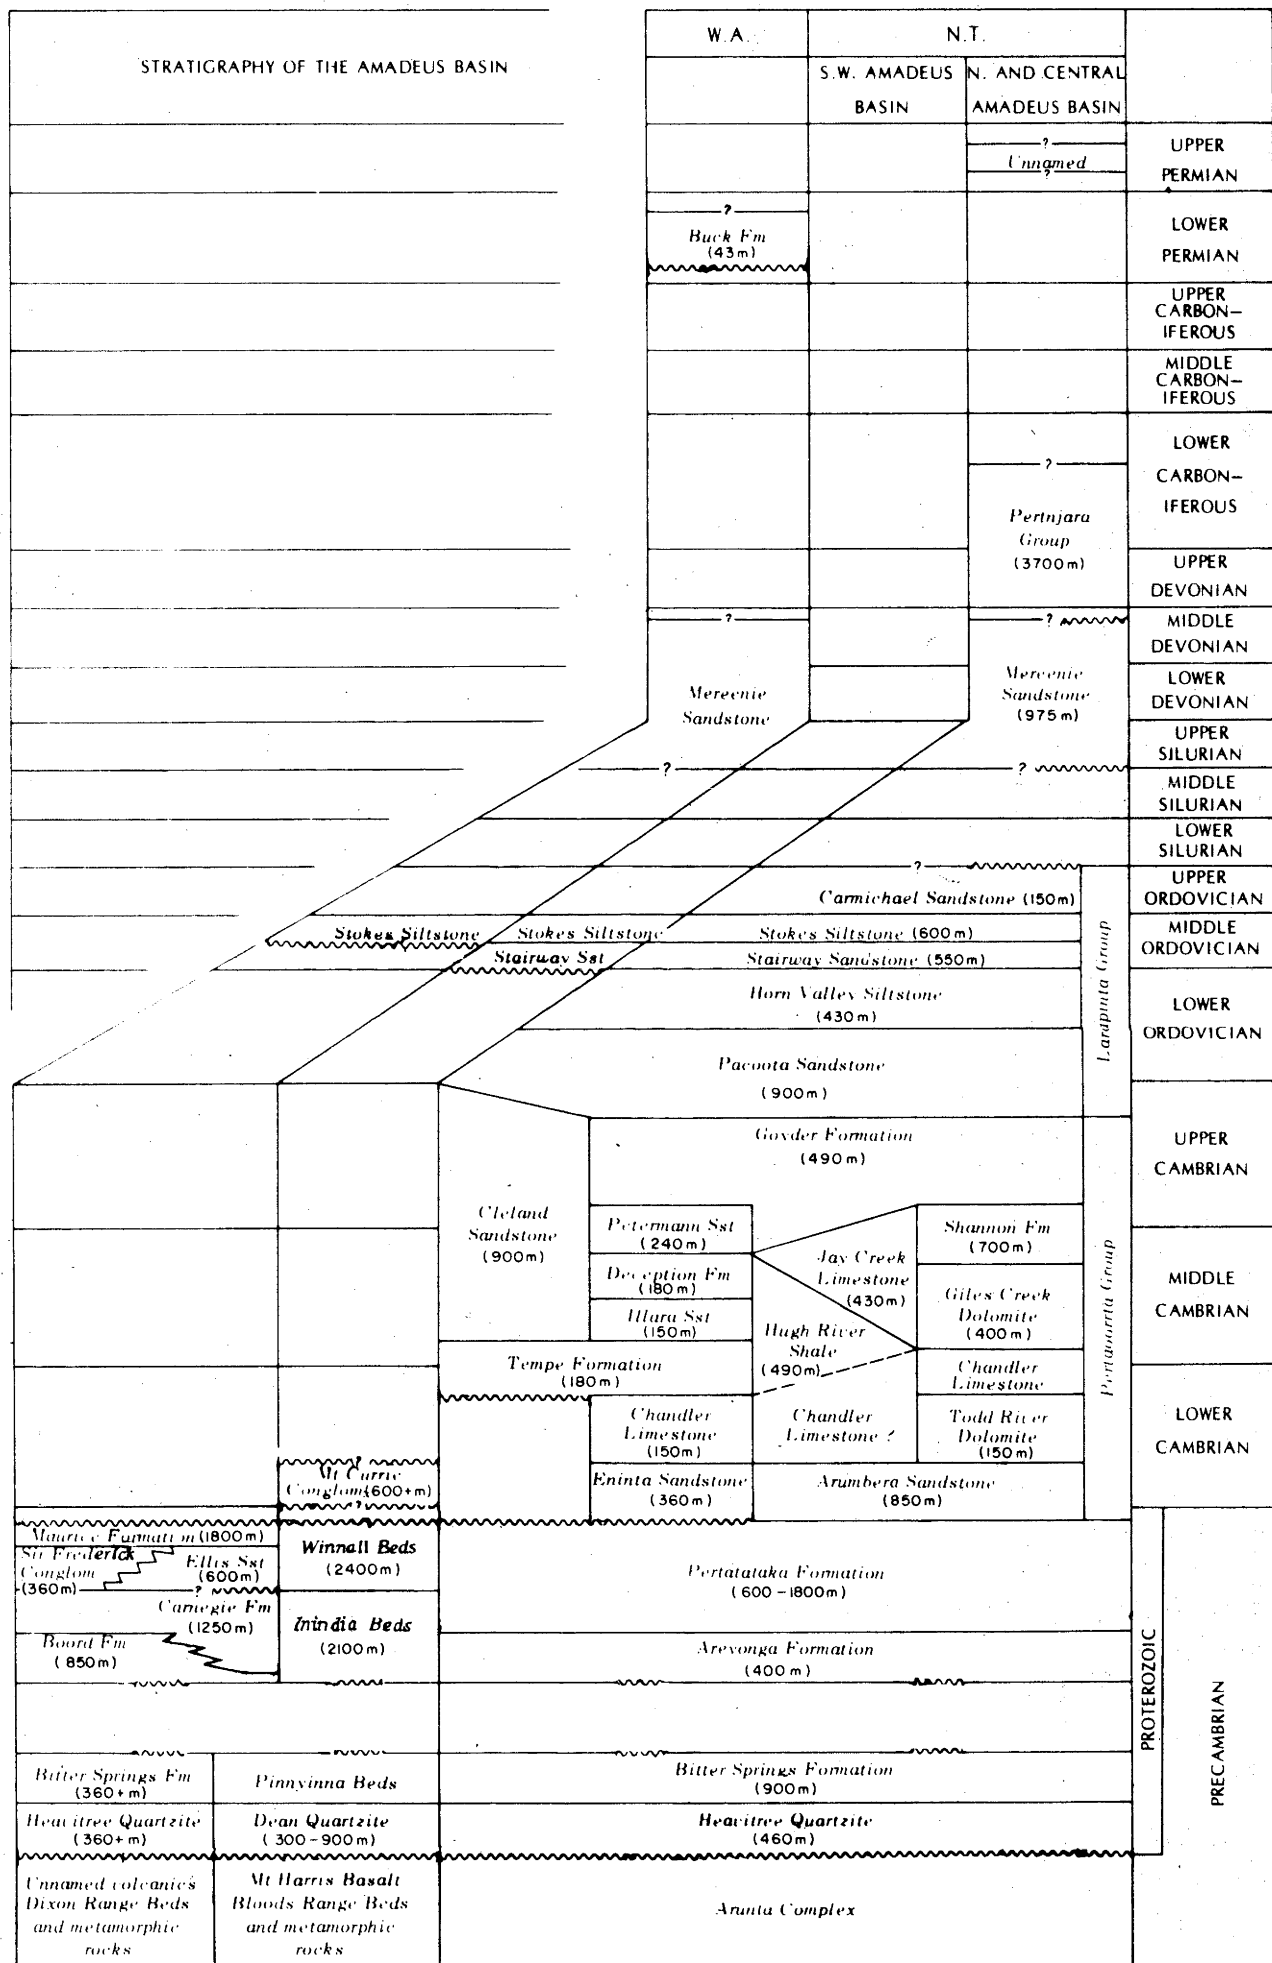 STRATIGRAPHY OF THE AMADEUS BASIN
W.A.
N.T.
S.W. AMADEUS
BASIN
N. AND CENTRAL
AMADEUS BASIN
?
Unnamed
?
UPPER
PERMIAN
?
Buck Fm
(43m)
LOWER
PERMIAN
UPPER
CARBON–
IFEROUS
MIDDLE
CARBON–
IFEROUS
LOWER
CARBON–
IFEROUS
?
Pertnjara
Group
(3700m)
UPPER
DEVONIAN
?
?
MIDDLE
DEVONIAN
Mereenie
Sandstone
Mereenie
Sandstone
(975m)
LOWER
DEVONIAN
UPPER
SILURIAN
?
?
MIDDLE
SILURIAN
LOWER
SILURIAN
?
Carmichael Sandstone (150m)
UPPER
ORDOVICIAN
Stokes Siltstone
Stokes Siltstone
Stokes Siltstone (600m)
MIDDLE
ORDOVICIAN
Stairway Sst
Stairway Sandstone (550m)
Horn Valley Siltstone
(430m)
LOWER
ORDOVICIAN
Larapinta Group
Pacoota Sandstone
(900m)
Goyder Formation
(490m)
UPPER
CAMBRIAN
Cleland
Sandstone
(900m)
Petermann Sst
(240m)
Shannon Fm
(700m)
Jay Creek
Limestone
(430m)
Deception Fm
(180m)
Giles Creek
Dolomite
(400m)
MIDDLE
CAMBRIAN
Illara Sst
(150m)
Hugh River
Shale
(490m)
Pertaoorrta Group
Tempe Formation
(180m)
Chandler
Limestone
Chandler
Limestone
(150m)
Chandler
Limestone ?
Todd River
Dolomite
(150m)
LOWER
CAMBRIAN
?
Mt Currie
Conglom(600+m)
?
Eninta Sandstone
(360m)
Arumbera Sandstone
(850m)
Maurice Formation (1800m)
Sir Frederick
Conglom
(360m)
Ellis Sst
(600m)
?
Winnall Beds
(2400m)
Pertatataka Formation
(600–1800m)
Carnegie Fm
(1250m)
Inindia Beds
(2100m)
Boord Fm
(850m)
Areyonga Formation
(400m)
PROTEROZOIC
PRECAMBRIAN
Bitter Springs Fm
(360+m)
Pinnyinna Beds
Bitter Springs Formation
(900m)
Heavitree Quartzite
(360+m)
Dean Quartzite
(300–900m)
Heavitree Quartzite
(460m)
Unnamed volcanics
Dixon Range Beds
and metamorphic
rocks
Mt Harris Basalt
Bloods Range Beds
and metamorphic
rocks
Arunta Complex